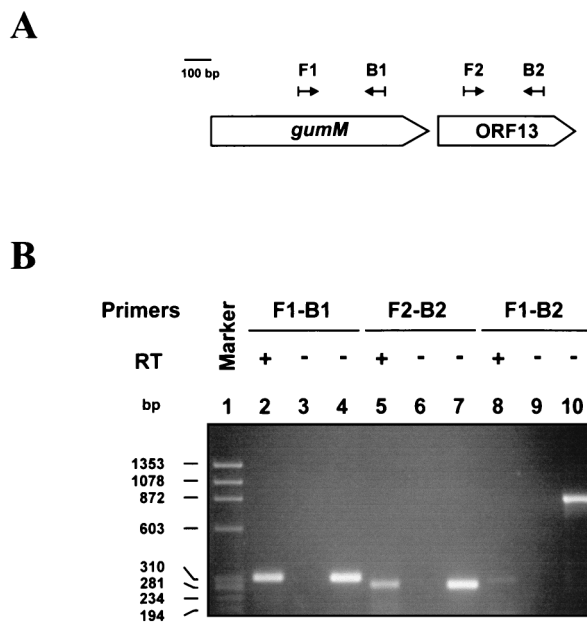 A
100 bp
F1 B1 F2 B2
gumM ORF13
B
Primers Marker F1-B1 F2-B2 F1-B2
RT + - - + - - + - -
bp 1 2 3 4 5 6 7 8 9 10
1353
1078
872
603
310
281
234
194